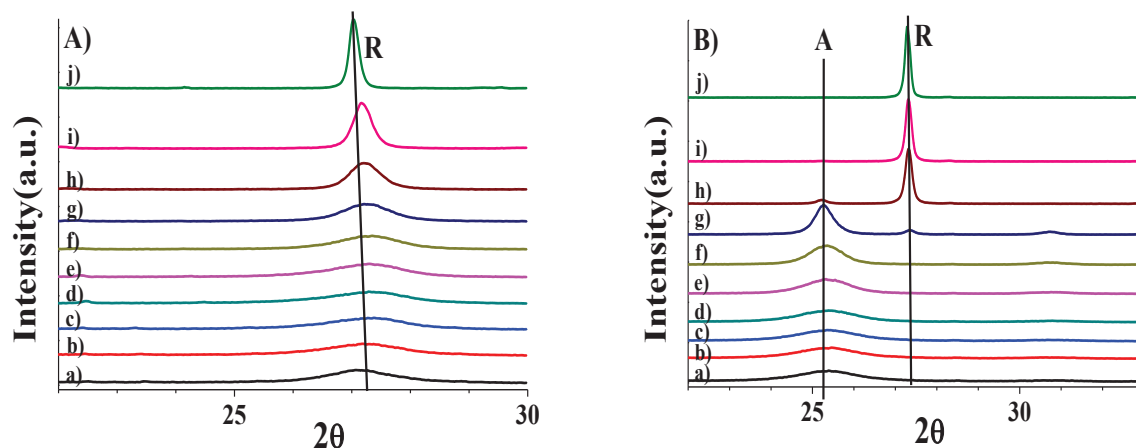 A)
R
j)
i)
h)
g)
f)
e)
d)
c)
b)
a)
Intensity(a.u.)
25
30
2θ
B)
A
R
j)
i)
h)
g)
f)
e)
d)
c)
b)
a)
Intensity(a.u.)
25
30
2θ